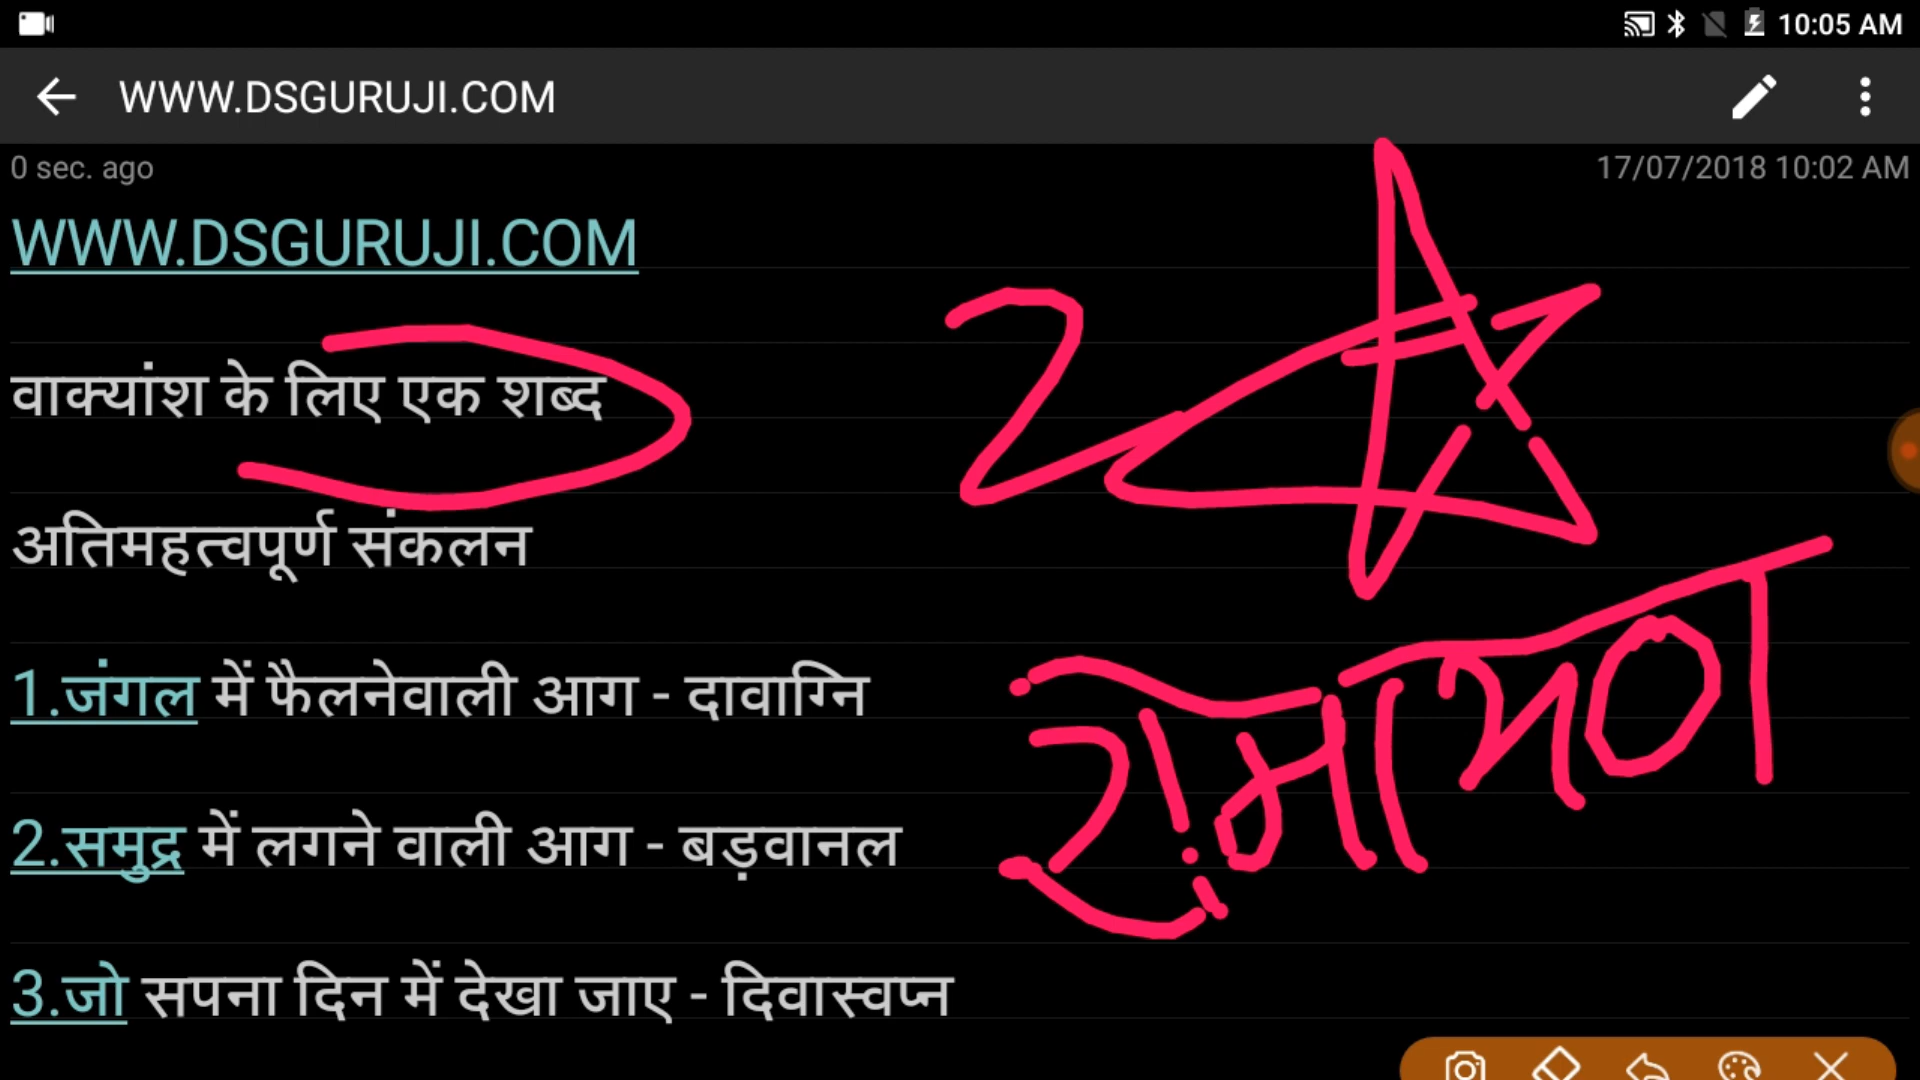 10:05 AM
WWW.DSGURUJI.COM
0 sec. ago
17/07/2018 10:02 AM
WWW.DSGURUJI.COM
वाक्यांश के लिए एक शब्द
2
अतिमहत्वपूर्ण संकलन
रामायण
1.जंगल में फैलनेवाली आग - दावाग्नि
2.समुद्र में लगने वाली आग - बड़वानल
3.जो सपना दिन में देखा जाए - दिवास्वप्न